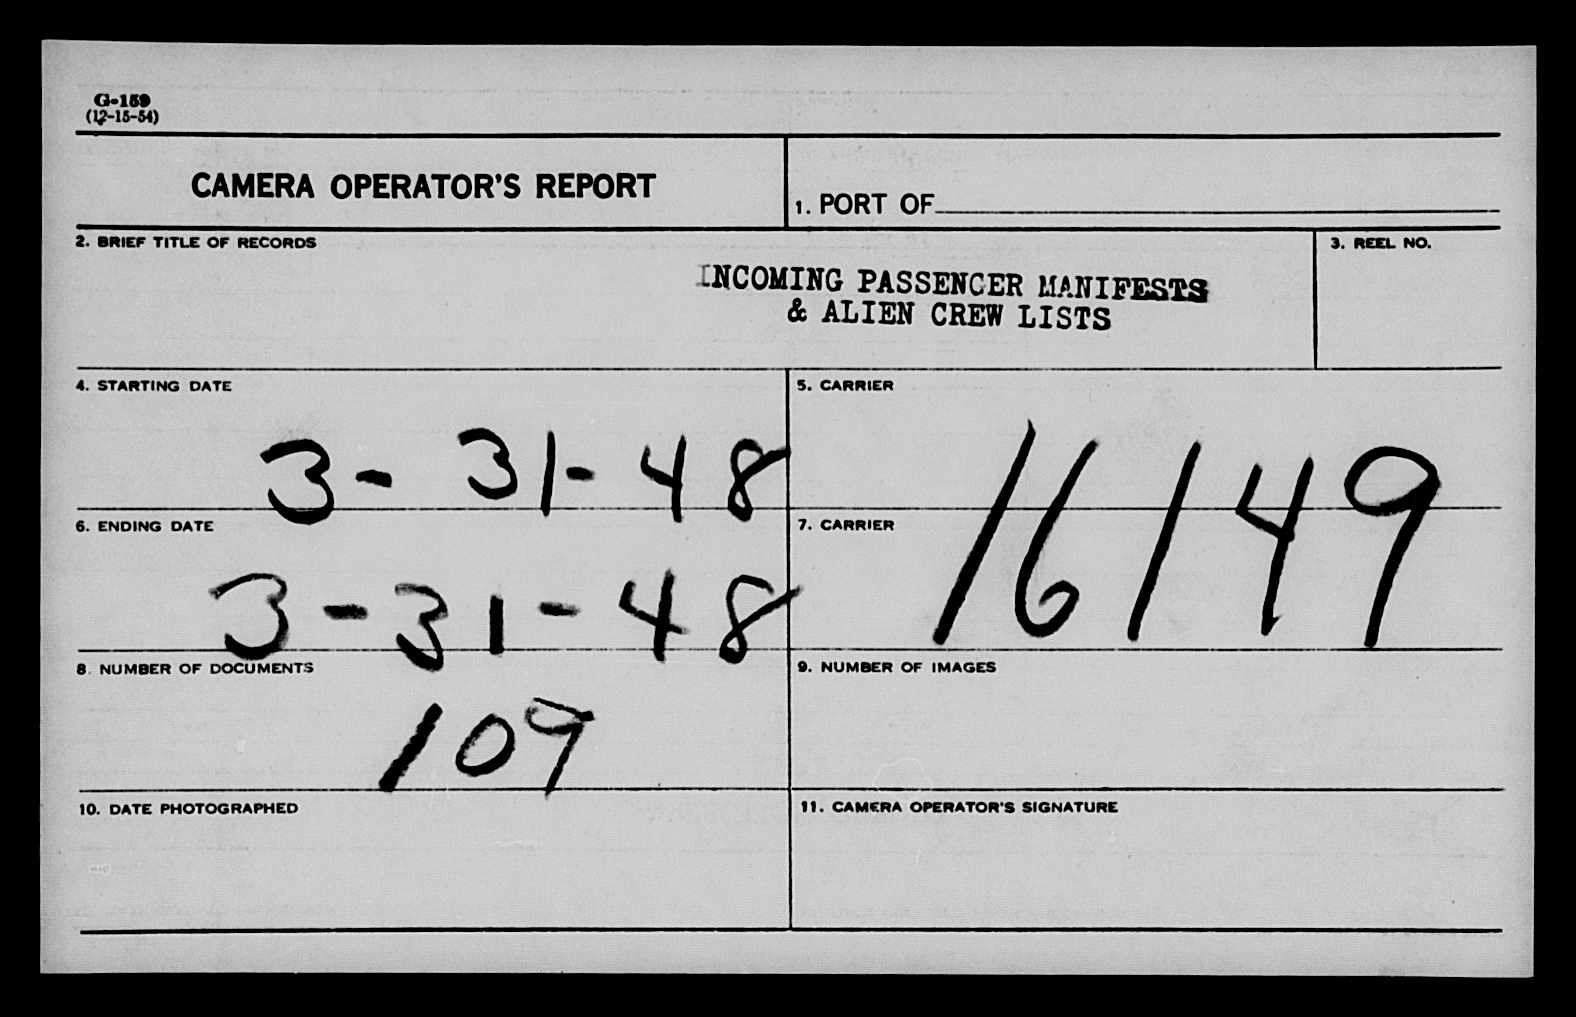 G-159
(12-15-54)
CAMERA OPERATOR'S REPORT
1. PORT OF
2. BRIEF TITLE OF RECORDS
3. REEL NO.
INCOMING PASSENGER MANIFESTS
& ALIEN CREW LISTS
4. STARTING DATE
5. CARRIER
3-31-48
16149
6. ENDING DATE
7. CARRIER
3-31-48
8. NUMBER OF DOCUMENTS
9. NUMBER OF IMAGES
109
10. DATE PHOTOGRAPHED
11. CAMERA OPERATOR'S SIGNATURE